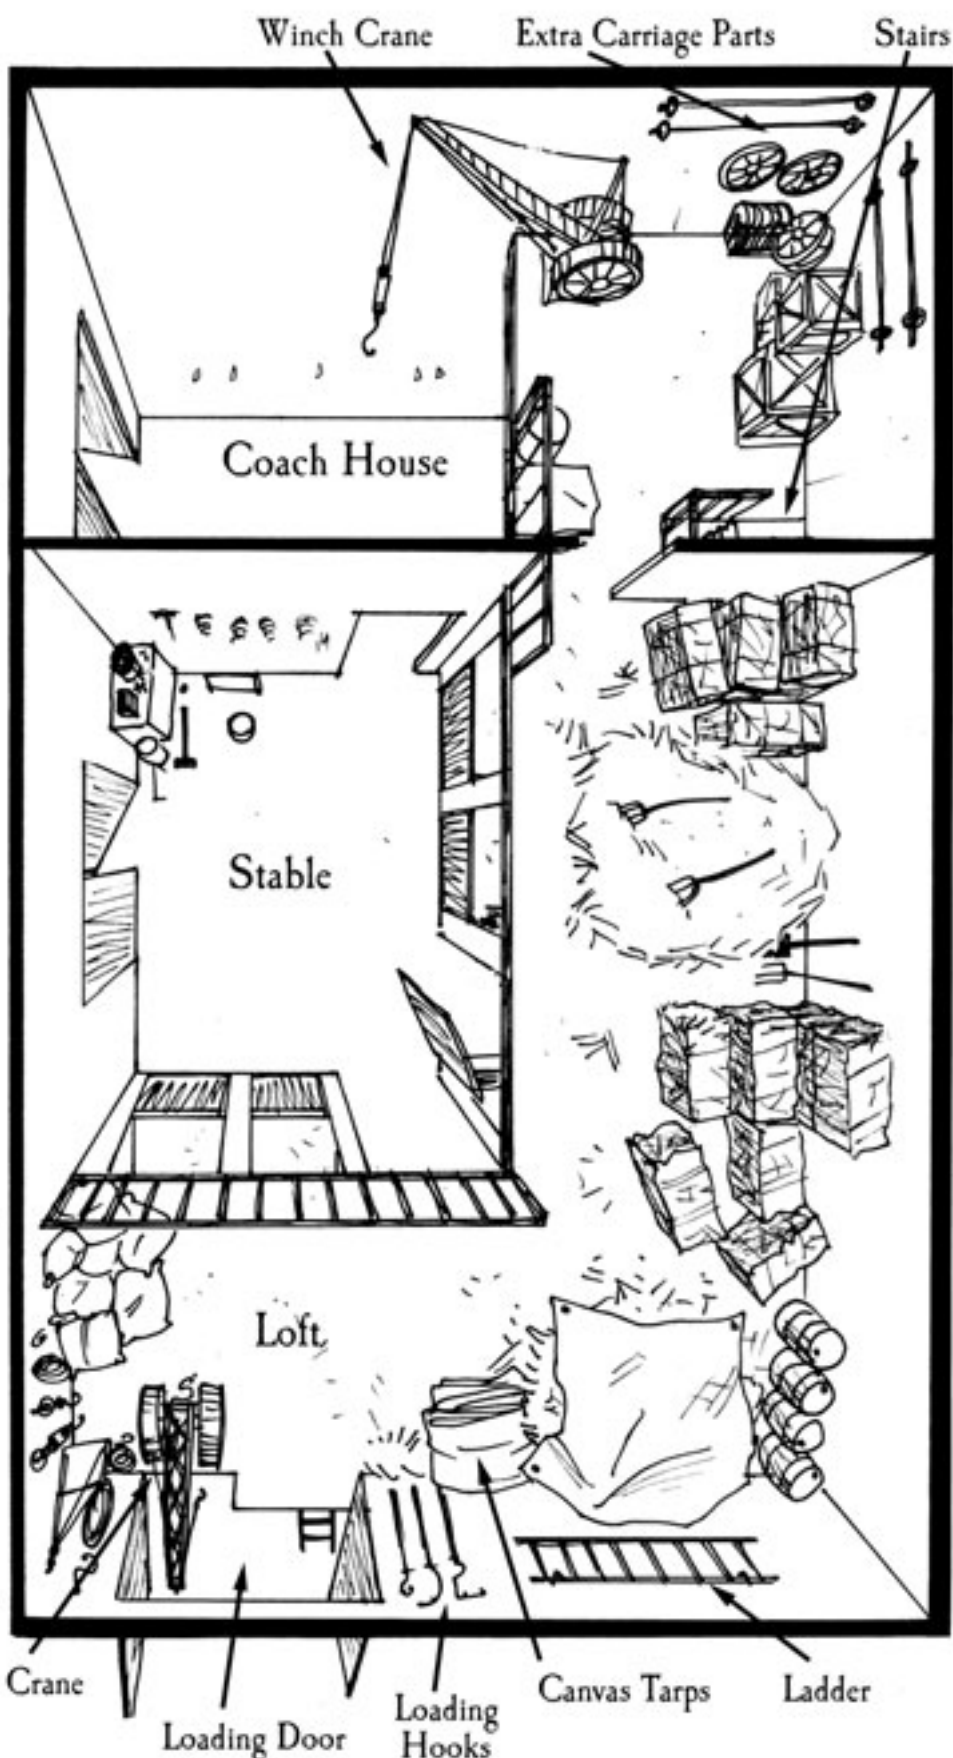 Winch Crane
Extra Carriage Parts
Stairs
Coach House
Stable
Loft
Crane
Loading Door
Loading
Hooks
Canvas Tarps
Ladder